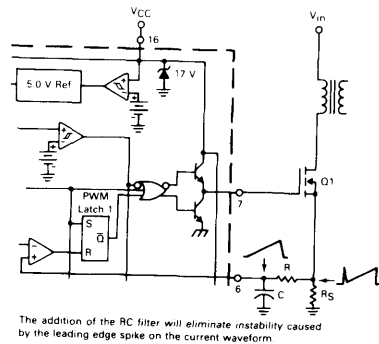 VCC
Vin
16
5.0 V Ref
17 V
PWM
Latch 1
S
Q
R
7
Q1
6
R
C
RS
The addition of the RC filter will eliminate instability caused
by the leading edge spike on the current waveform.